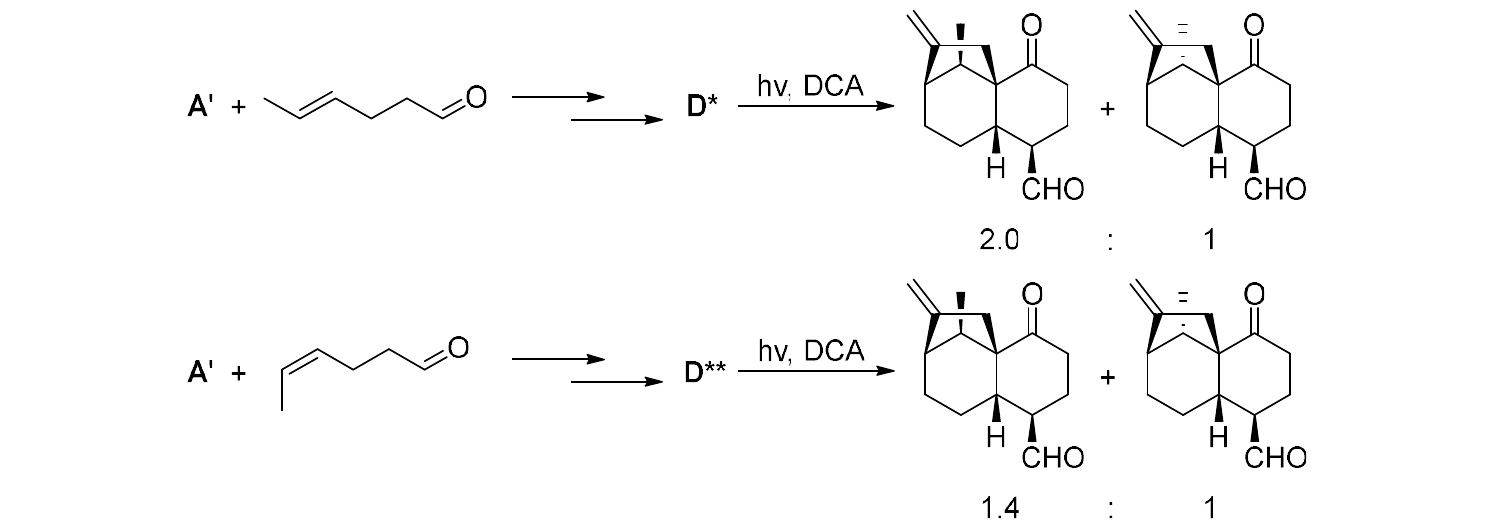 A' + O D* hν, DCA O + O
H H
CHO CHO
2.0 : 1
A' + O D** hν, DCA O + O
H H
CHO CHO
1.4 : 1